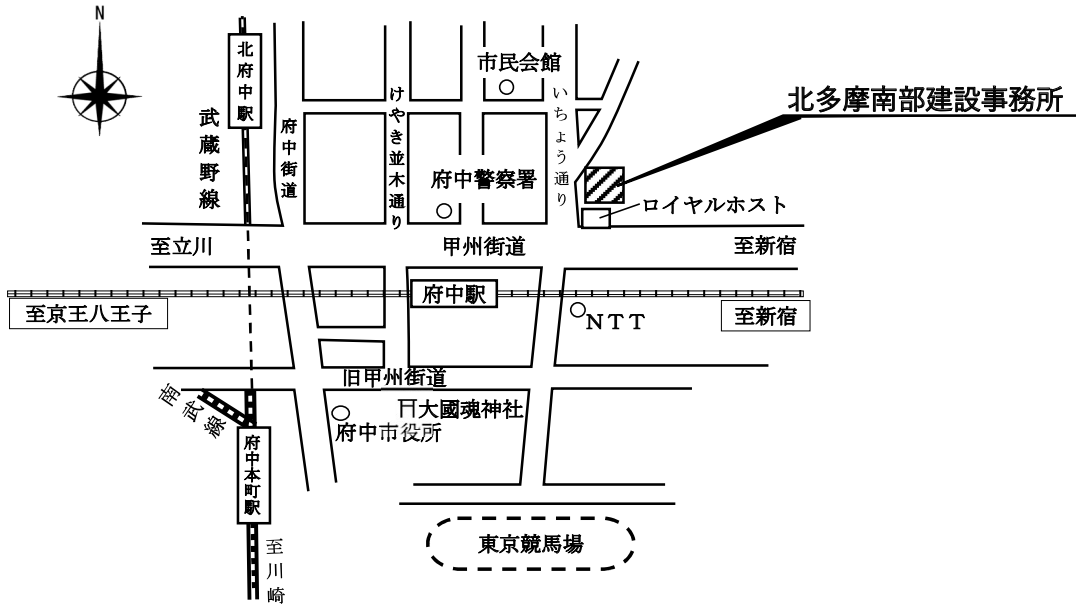 N
北府中駅
武蔵野線
府中街道
けやき並木通り
市民会館
いちょう通り
北多摩南部建設事務所
府中警察署
ロイヤルホスト
至立川
甲州街道
至新宿
府中駅
至京王八王子
NTT
至新宿
旧甲州街道
南武線
大國魂神社
府中市役所
府中本町駅
東京競馬場
至川崎